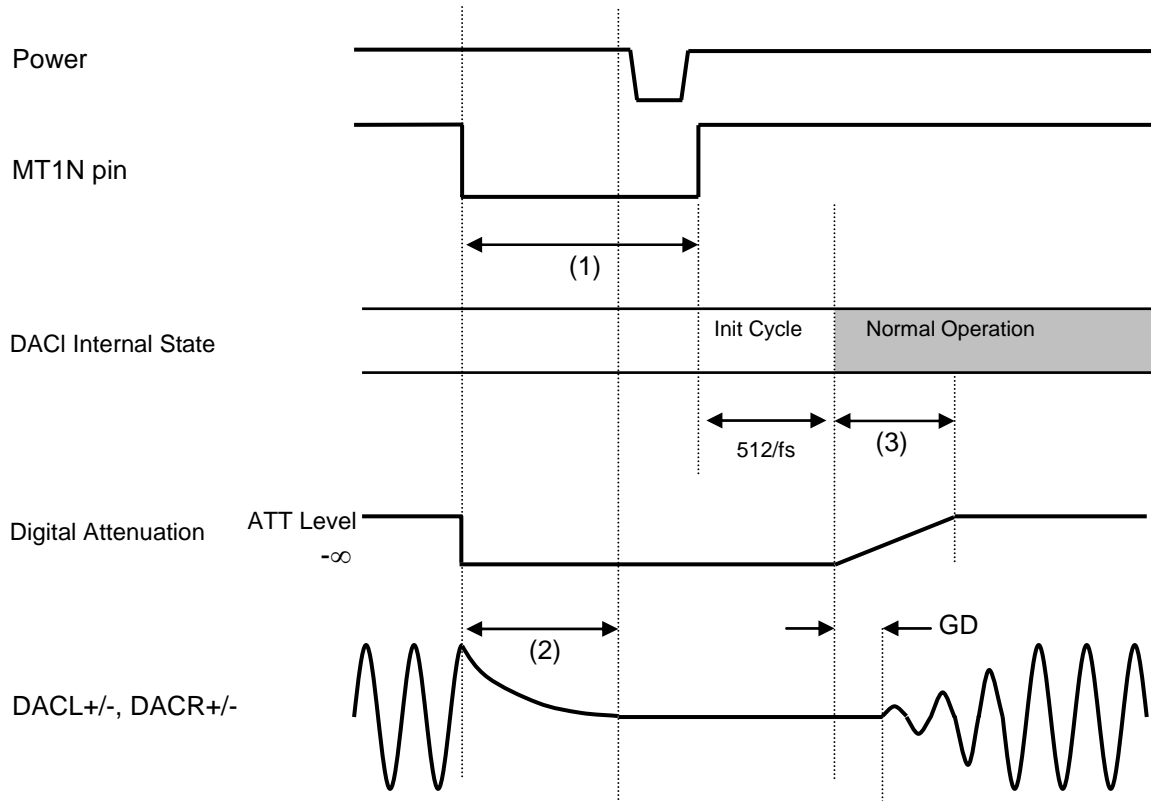 Power
MT1N pin
(1)
DACl Internal State
Init Cycle
Normal Operation
512/fs
(3)
Digital Attenuation
ATT Level
-∞
(2)
GD
DACL+/-, DACR+/-